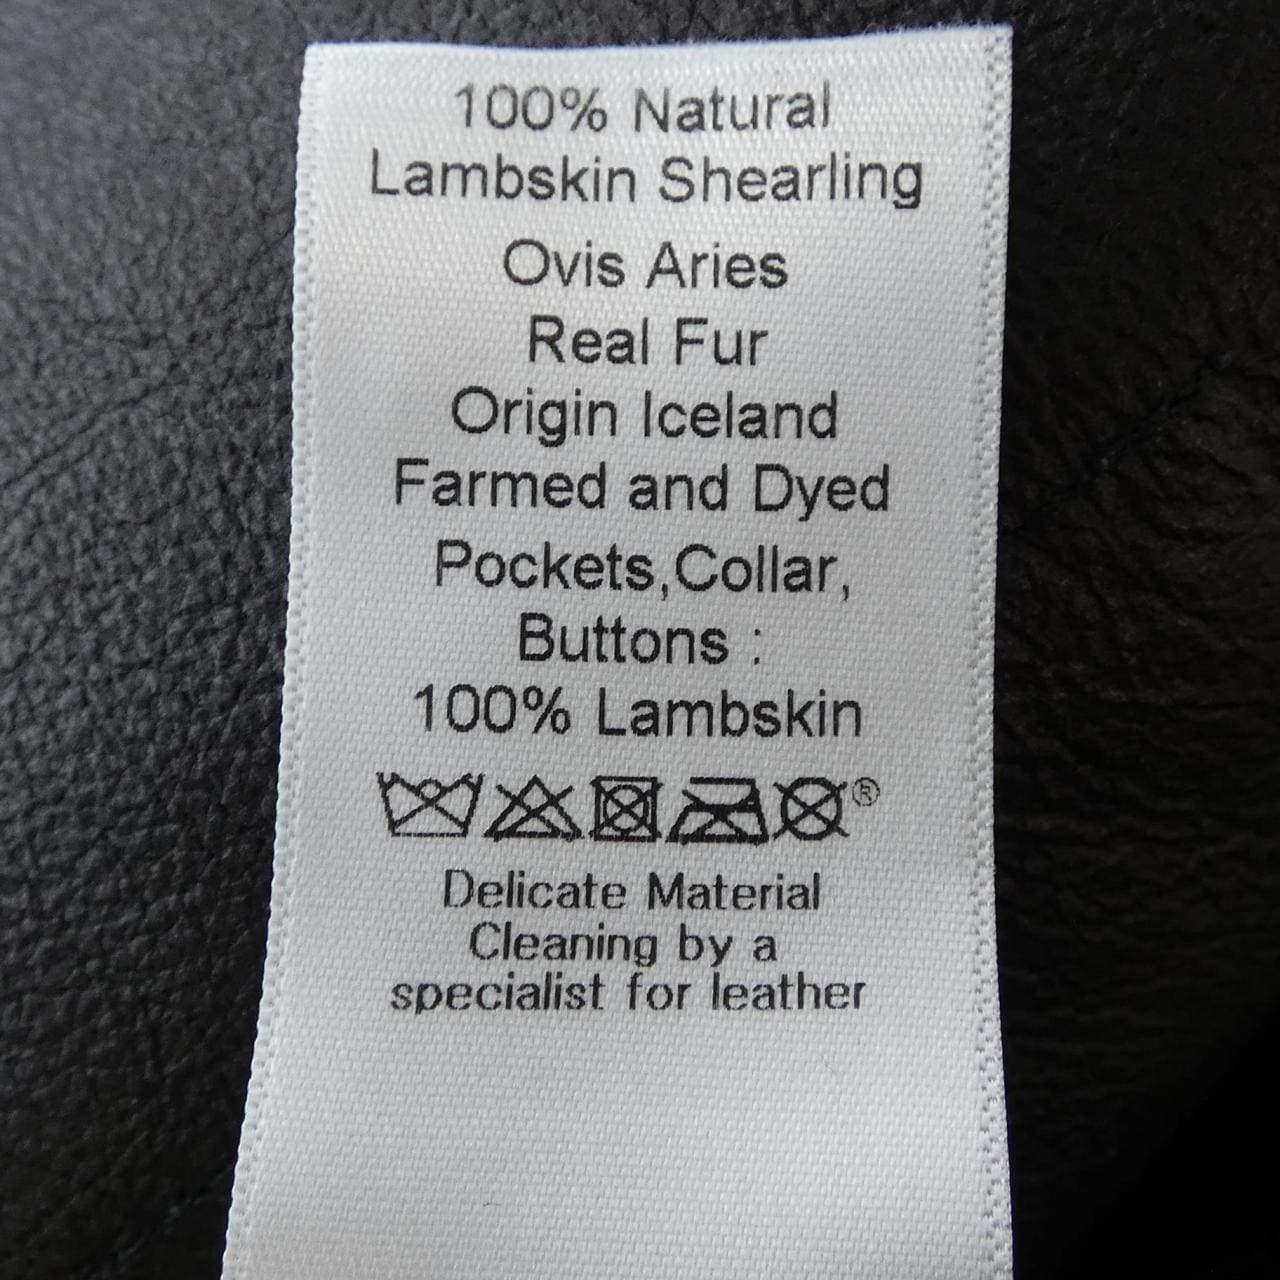 100% Natural
Lambskin Shearling
Ovis Aries
Real Fur
Origin Iceland
Farmed and Dyed
Pockets,Collar,
Buttons :
100% Lambskin
®
Delicate Material
Cleaning by a
specialist for leather